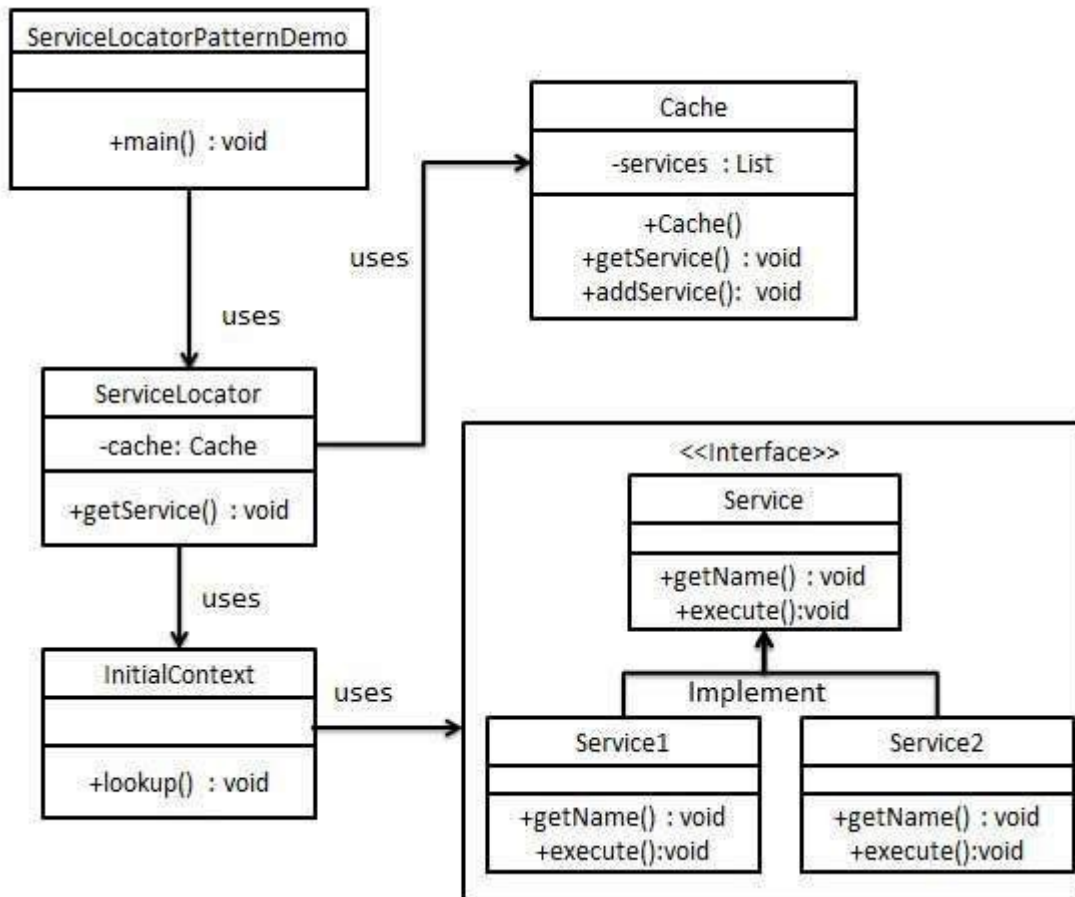 ServiceLocatorPatternDemo
+main() : void
uses
ServiceLocator
-cache: Cache
+getService() : void
uses
Cache
-services : List
+Cache()
+getService() : void
+addService(): void
uses
InitialContext
+lookup() : void
uses
<<Interface>>
Service
+getName() : void
+execute():void
Implement
Service1
+getName() : void
+execute():void
Service2
+getName() : void
+execute():void